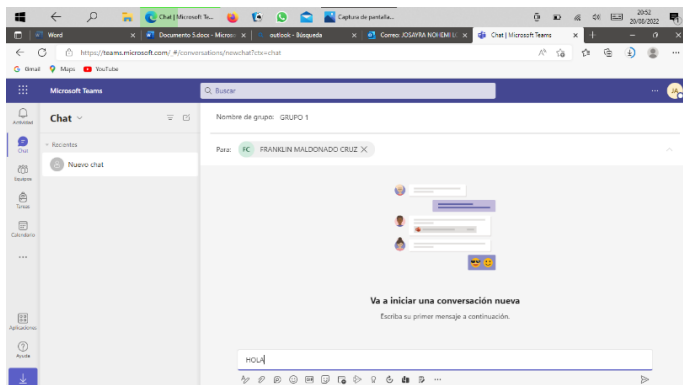 Chat | Microsoft Te...
Captura de pantalla...
20:52
20/08/2022
Word
Documento 5.docx - Micros
outlook - Búsqueda
Correo: JOSAYRA NOHEMI LO
Chat | Microsoft Teams
https://teams.microsoft.com/_#/conversations/newchat?ctx=chat
Gmail
Maps
YouTube
Microsoft Teams
Buscar
JA
Actividad
Chat
Equipos
Tareas
Calendario
Aplicaciones
Ayuda
Chat
Recientes
Nuevo chat
Nombre de grupo: GRUPO 1
Para: FC FRANKLIN MALDONADO CRUZ
Va a iniciar una conversación nueva
Escriba su primer mensaje a continuación.
HOLA